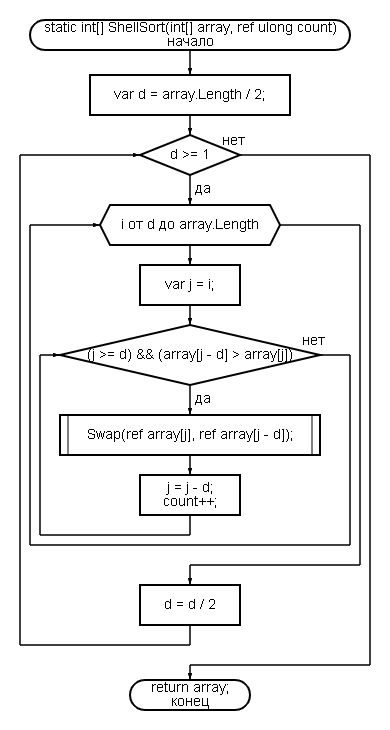 static int[] ShellSort(int[] array, ref ulong count)
начало
var d = array.Length / 2;
нет
d >= 1
да
i от d до array.Length
var j = i;
нет
(j >= d) && (array[j - d] > array[j])
да
Swap(ref array[j], ref array[j - d]);
j = j - d;
count++;
d = d / 2
return array;
конец